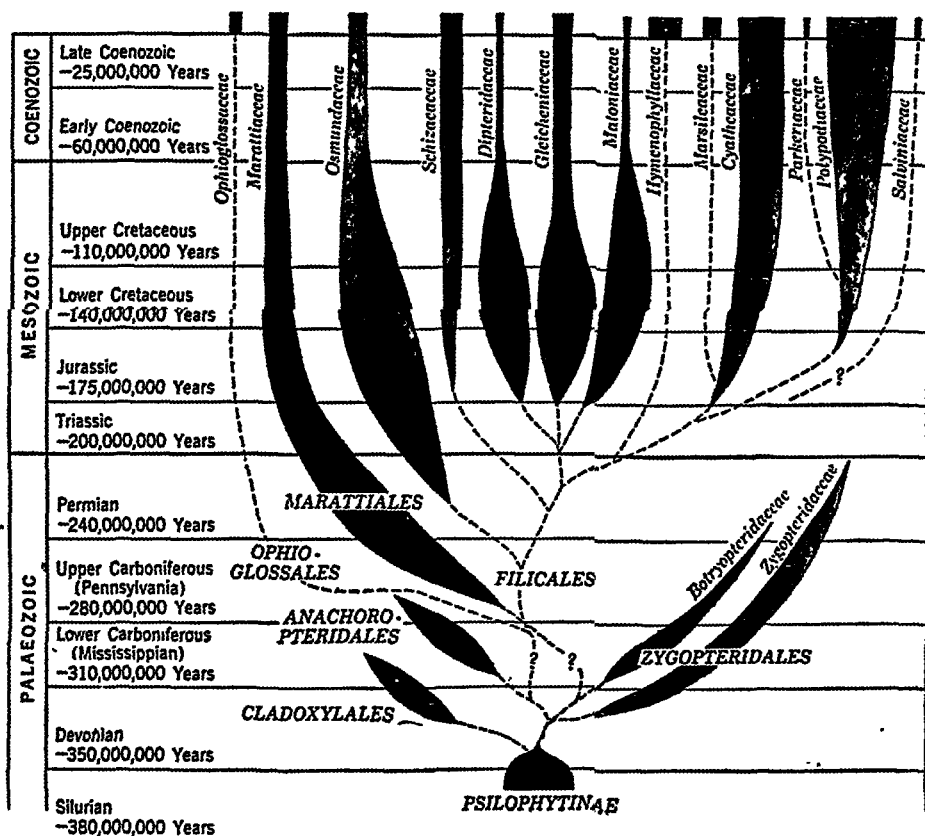 COENOZOIC
Late Coenozoic
—25,000,000 Years
Early Coenozoic
—60,000,000 Years
MESOZOIC
Upper Cretaceous
—110,000,000 Years
Lower Cretaceous
—140,000,000 Years
Jurassic
—175,000,000 Years
Triassic
—200,000,000 Years
PALAEOZOIC
Permian
—240,000,000 Years
Upper Carboniferous
(Pennsylvania)
—280,000,000 Years
Lower Carboniferous
(Mississippian)
—310,000,000 Years
Devonian
—350,000,000 Years
Silurian
—380,000,000 Years
Ophioglossaceae
Marattiaceae
Osmundaceae
Schizaeaceae
Dipteridaceae
Gleicheniaceae
Matoniaceae
Hymenophyllaceae
Marsileaceae
Cyatheaceae
Parkeriaceae
Polypodiaceae
Salviniaceae
?
MARATTIALES
OPHIO-
GLOSSALES
FILICALES
Botryopteridaceae
Zygopteridaceae
ANACHORO-
PTERIDALES
? ?
ZYGOPTERIDALES
CLADOXYLALES
PSILOPHYTINAE